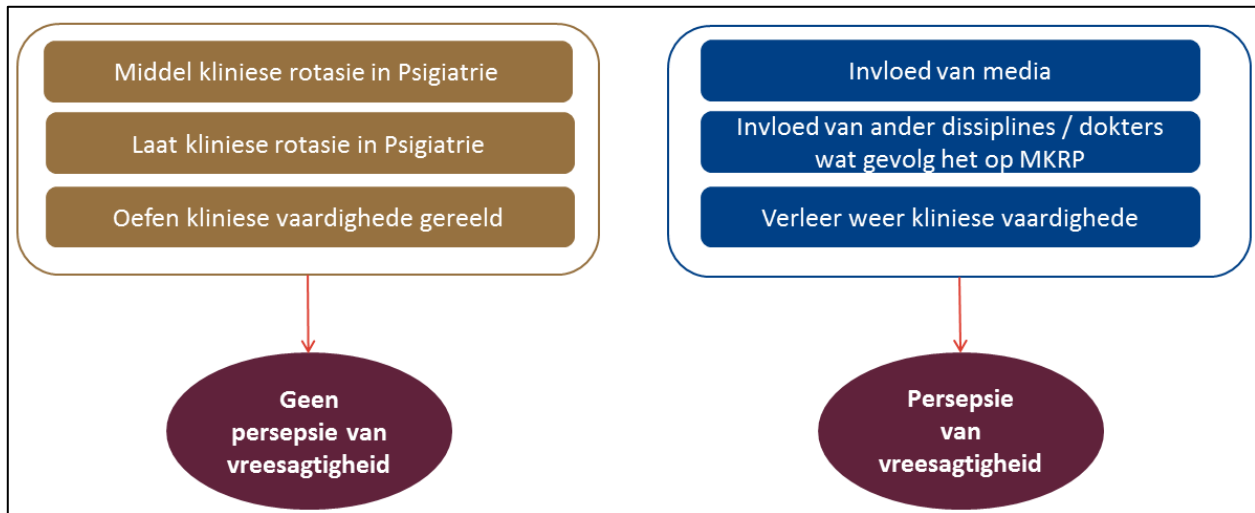 Middel kliniese rotasie in Psigiatrie
Laat kliniese rotasie in Psigiatrie
Oefen kliniese vaardighede gereeld
Geen
persepsie van
vreesagtigheid
Invloed van media
Invloed van ander dissiplines / dokters
wat gevolg het op MKRP
Verleer weer kliniese vaardighede
Persepsie
van
vreesagtigheid